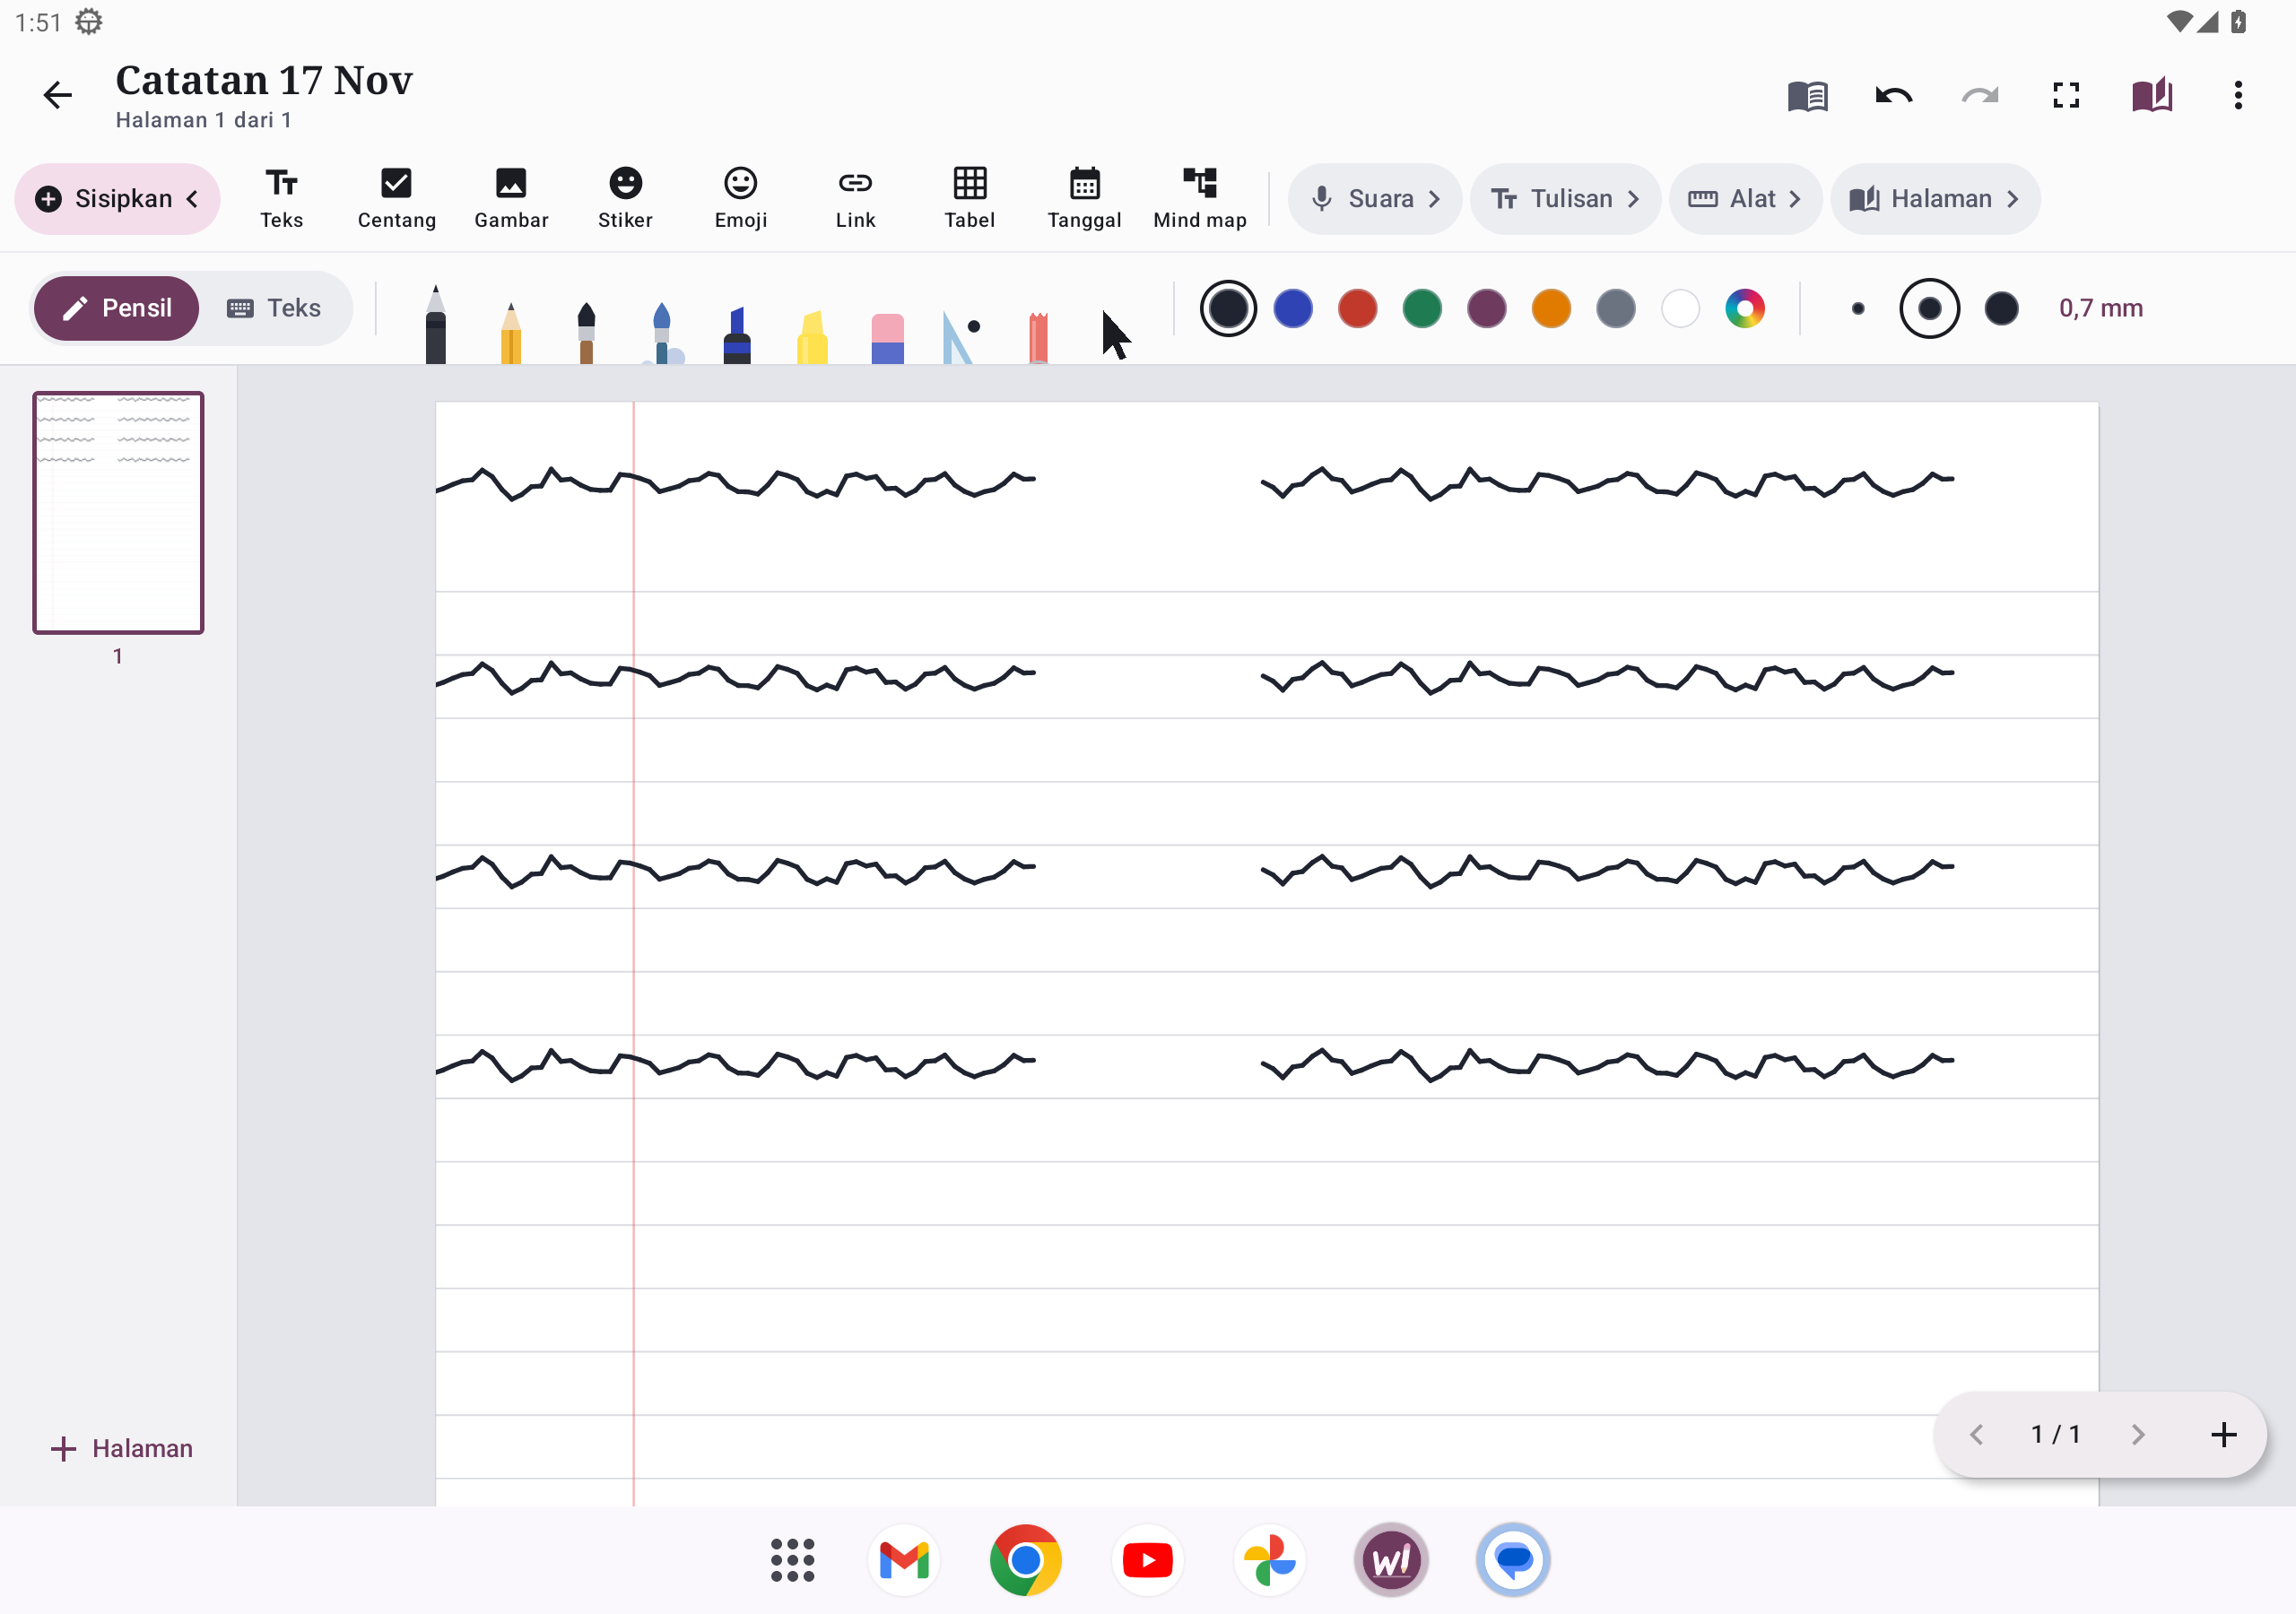 1:51
Catatan 17 Nov
Halaman 1 dari 1
Sisipkan Teks Centang Gambar Stiker Emoji Link Tabel Tanggal Mind map Suara Tulisan Alat Halaman
Pensil Teks 0,7 mm
1
Halaman
1 / 1